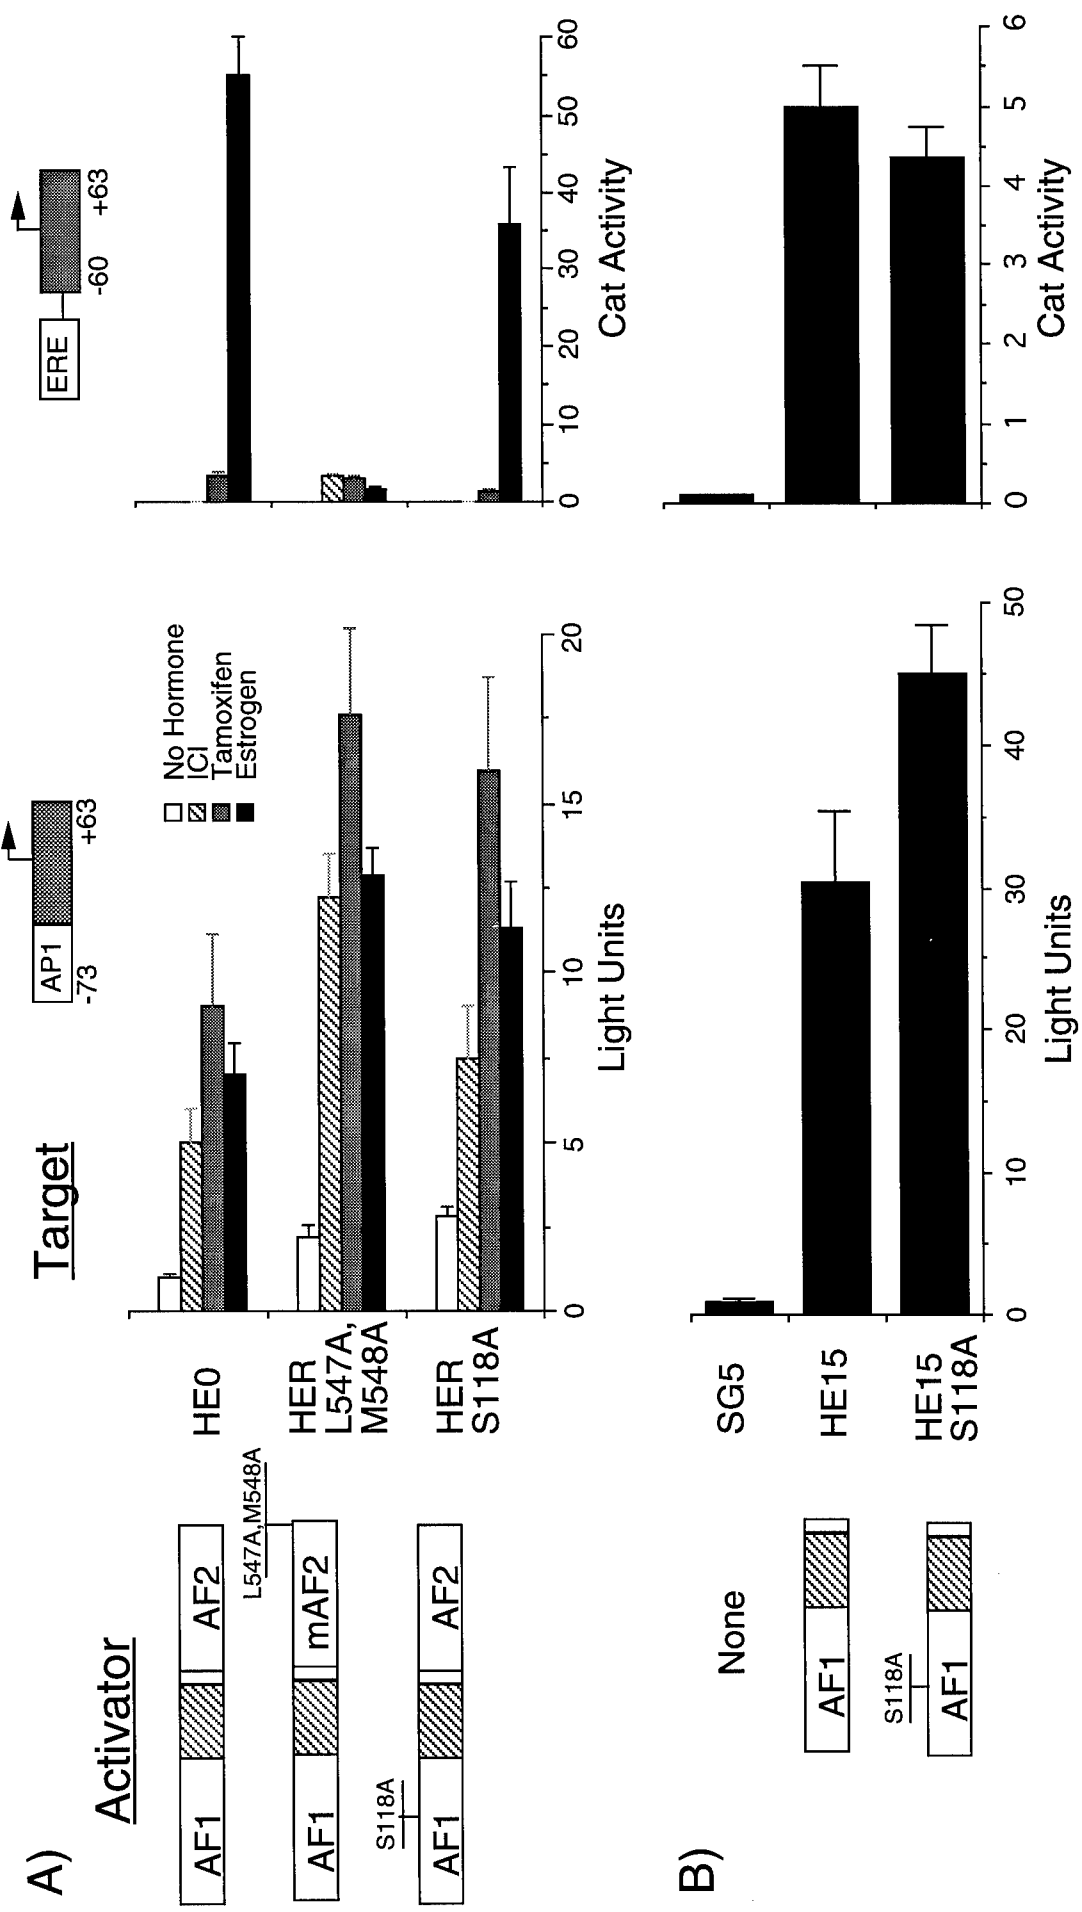 A)
Activator
Target
AP1
-73 +63
ERE
-60 +63
No Hormone
ICI
Tamoxifen
Estrogen
AF1 AF2
HE0
L547A,M548A
AF1 mAF2
HER
L547A,
M548A
S118A
AF1 AF2
HER
S118A
0 5 10 15 20
Light Units
0 10 20 30 40 50 60
Cat Activity
B)
None
SG5
AF1
HE15
S118A
AF1
HE15
S118A
0 10 20 30 40 50
Light Units
0 1 2 3 4 5 6
Cat Activity